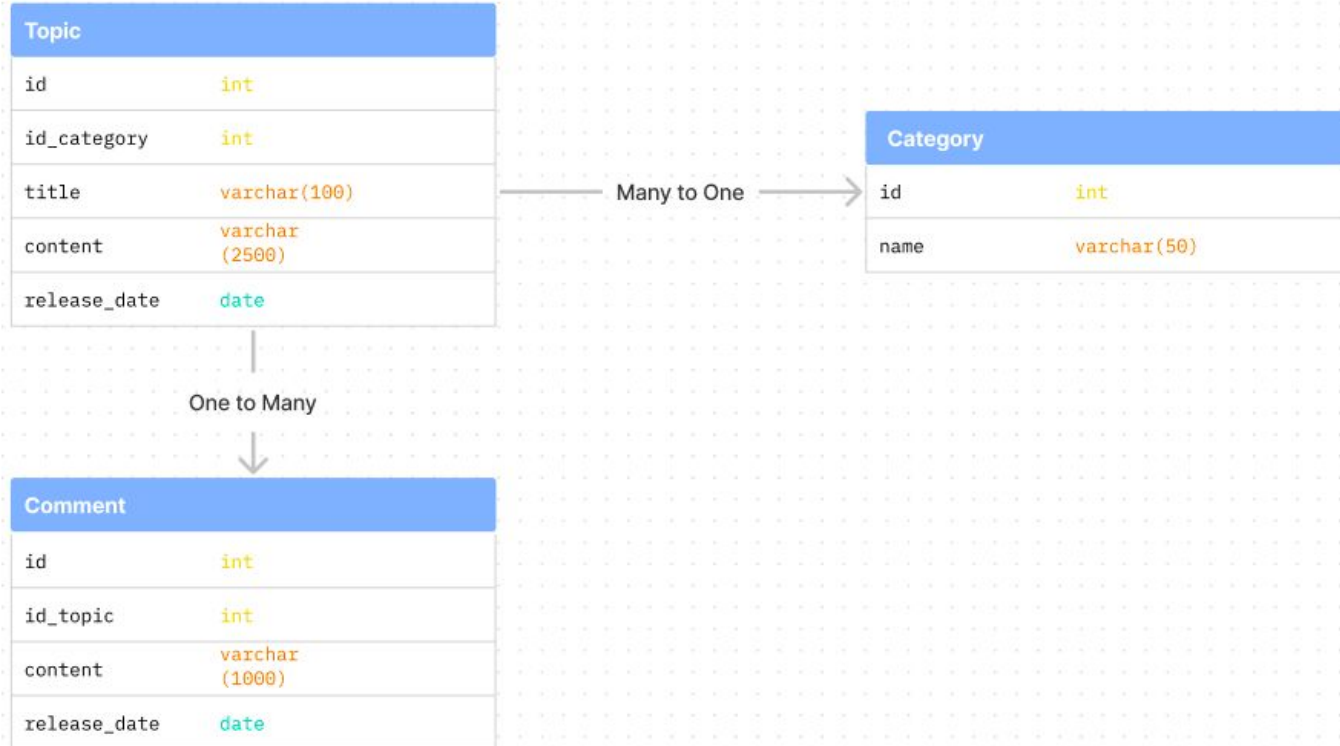 Topic
id int
id_category int
title varchar(100)
content varchar
(2500)
release_date date
Many to One
Category
id int
name varchar(50)
One to Many
Comment
id int
id_topic int
content varchar
(1000)
release_date date